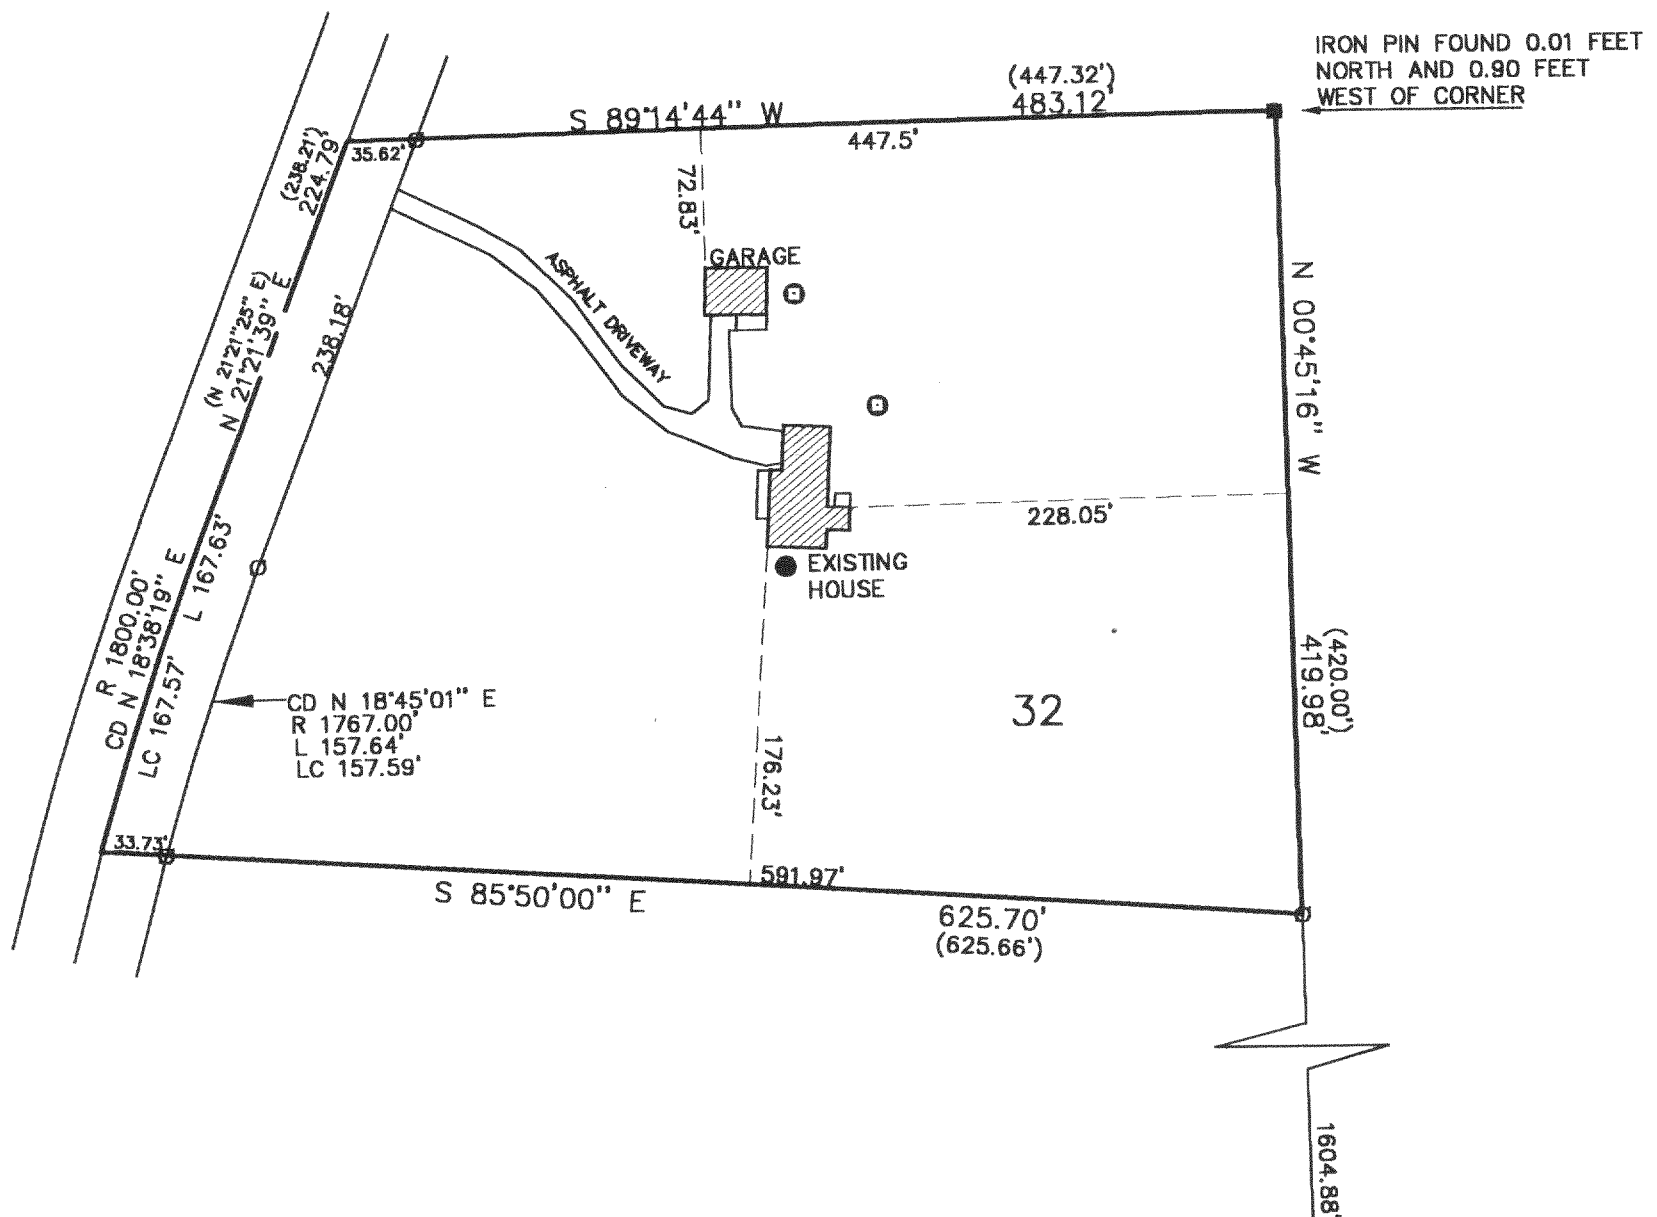 IRON PIN FOUND 0.01 FEET
NORTH AND 0.90 FEET
WEST OF CORNER
(447.32')
483.12'
S 89°14'44" W
447.5'
35.62'
(238.21')
224.79'
72.83'
GARAGE
ASPHALT DRIVEWAY
(N 21°21"25" E)
N 21°21'39" E
238.18'
N 00°45'16" W
228.05'
EXISTING
HOUSE
L 167.63'
R 1800.00'
CD N 18°38'19" E
LC 167.57'
CD N 18°45'01" E
R 1767.00'
L 157.64'
LC 157.59'
32
(420.00')
419.98'
176.23'
33.73'
591.97'
S 85°50'00" E
625.70'
(625.66')
1604.88'